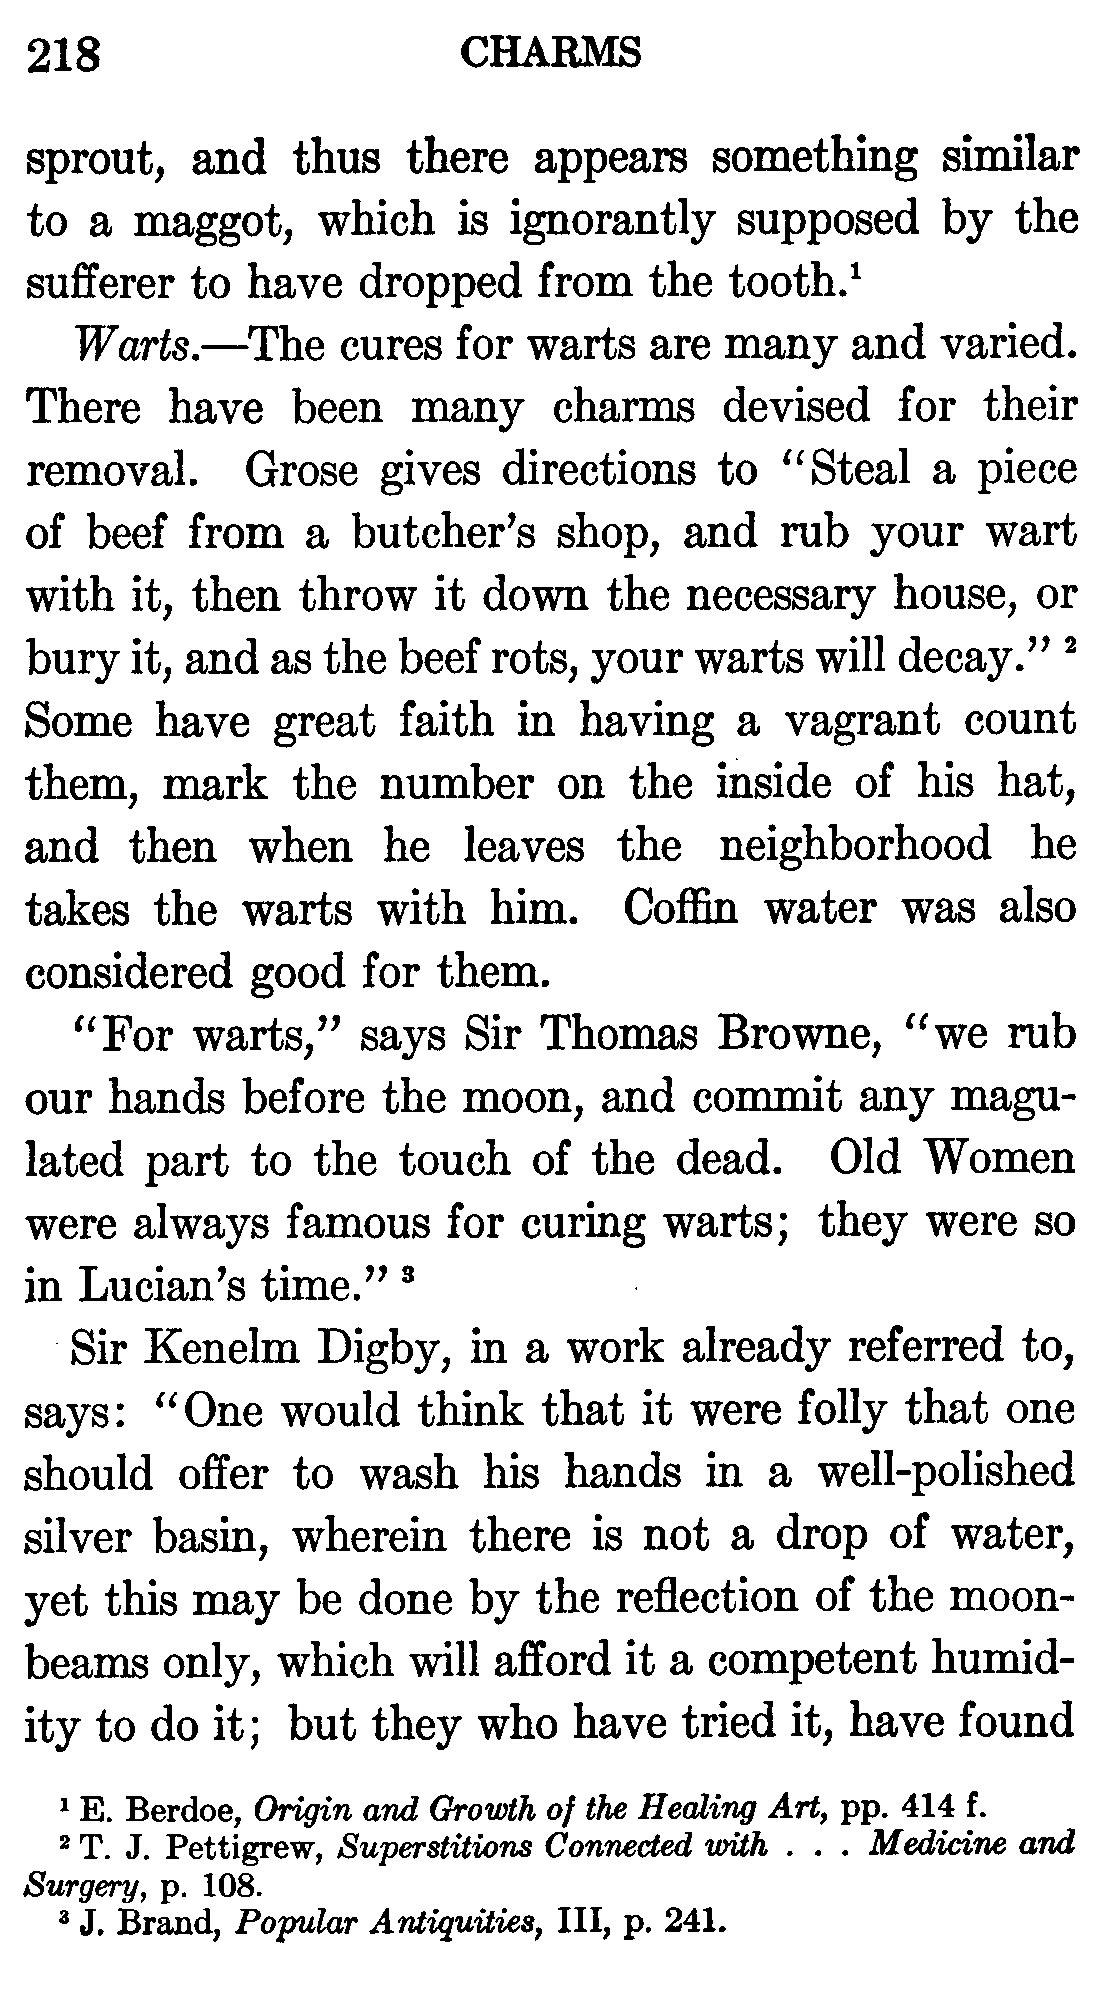 218 CHARMS
sprout, and thus there appears something similar
to a maggot, which is ignorantly supposed by the
sufferer to have dropped from the tooth.¹
Warts.—The cures for warts are many and varied.
There have been many charms devised for their
removal. Grose gives directions to "Steal a piece
of beef from a butcher's shop, and rub your wart
with it, then throw it down the necessary house, or
bury it, and as the beef rots, your warts will decay." ²
Some have great faith in having a vagrant count
them, mark the number on the inside of his hat,
and then when he leaves the neighborhood he
takes the warts with him. Coffin water was also
considered good for them.
"For warts," says Sir Thomas Browne, "we rub
our hands before the moon, and commit any magu-
lated part to the touch of the dead. Old Women
were always famous for curing warts; they were so
in Lucian's time." ³
Sir Kenelm Digby, in a work already referred to,
says: "One would think that it were folly that one
should offer to wash his hands in a well-polished
silver basin, wherein there is not a drop of water,
yet this may be done by the reflection of the moon-
beams only, which will afford it a competent humid-
ity to do it; but they who have tried it, have found
¹ E. Berdoe, Origin and Growth of the Healing Art, pp. 414 f.
² T. J. Pettigrew, Superstitions Connected with . . . Medicine and
Surgery, p. 108.
³ J. Brand, Popular Antiquities, III, p. 241.